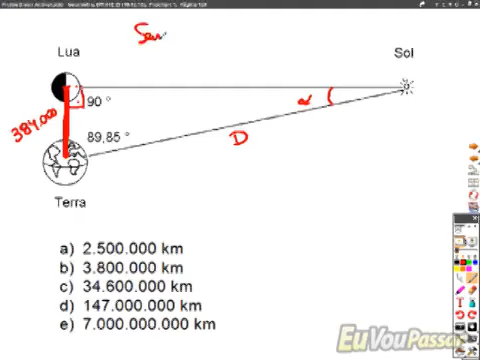 Sen
Lua
Sol
90 °
α
384.000
89,85 °
D
Terra
a) 2.500.000 km
b) 3.800.000 km
c) 34.600.000 km
d) 147.000.000 km
e) 7.000.000.000 km
EuVouPassar